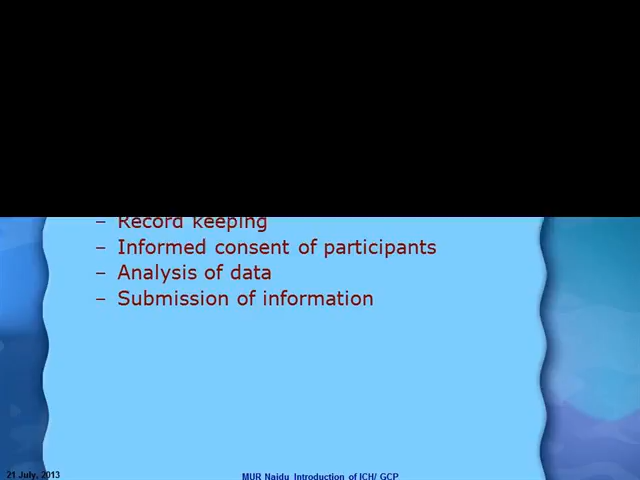 – Record keeping
– Informed consent of participants
– Analysis of data
– Submission of information
21 July, 2013
MUR Naidu Introduction of ICH/ GCP